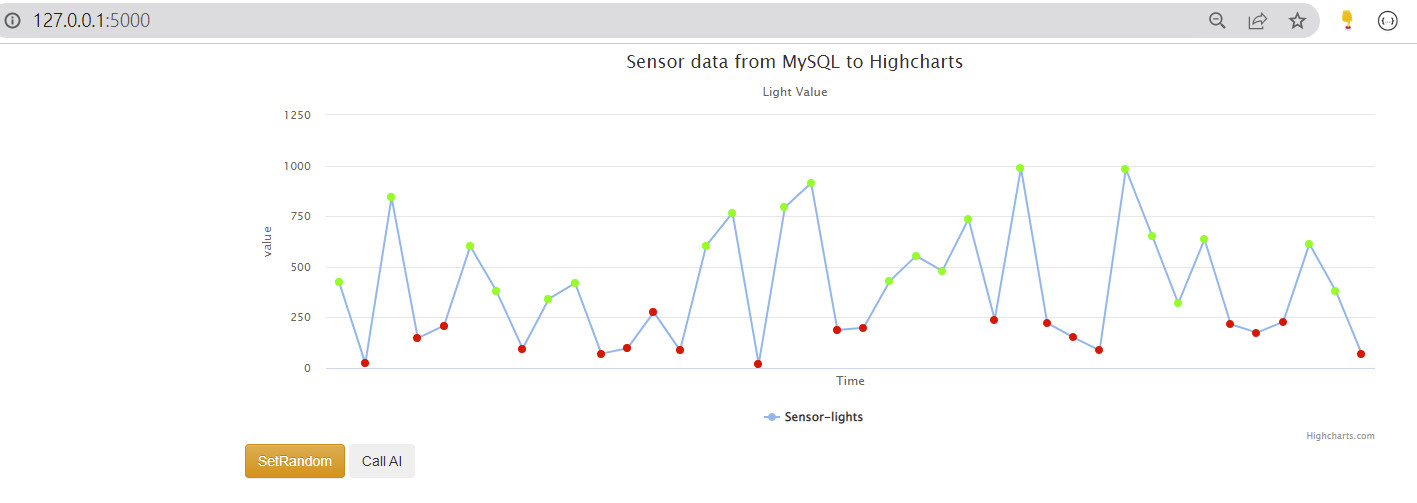 127.0.0.1:5000
Sensor data from MySQL to Highcharts
Light Value
1250
1000
750
500
250
0
value
Time
Sensor-lights
Highcharts.com
SetRandom Call AI